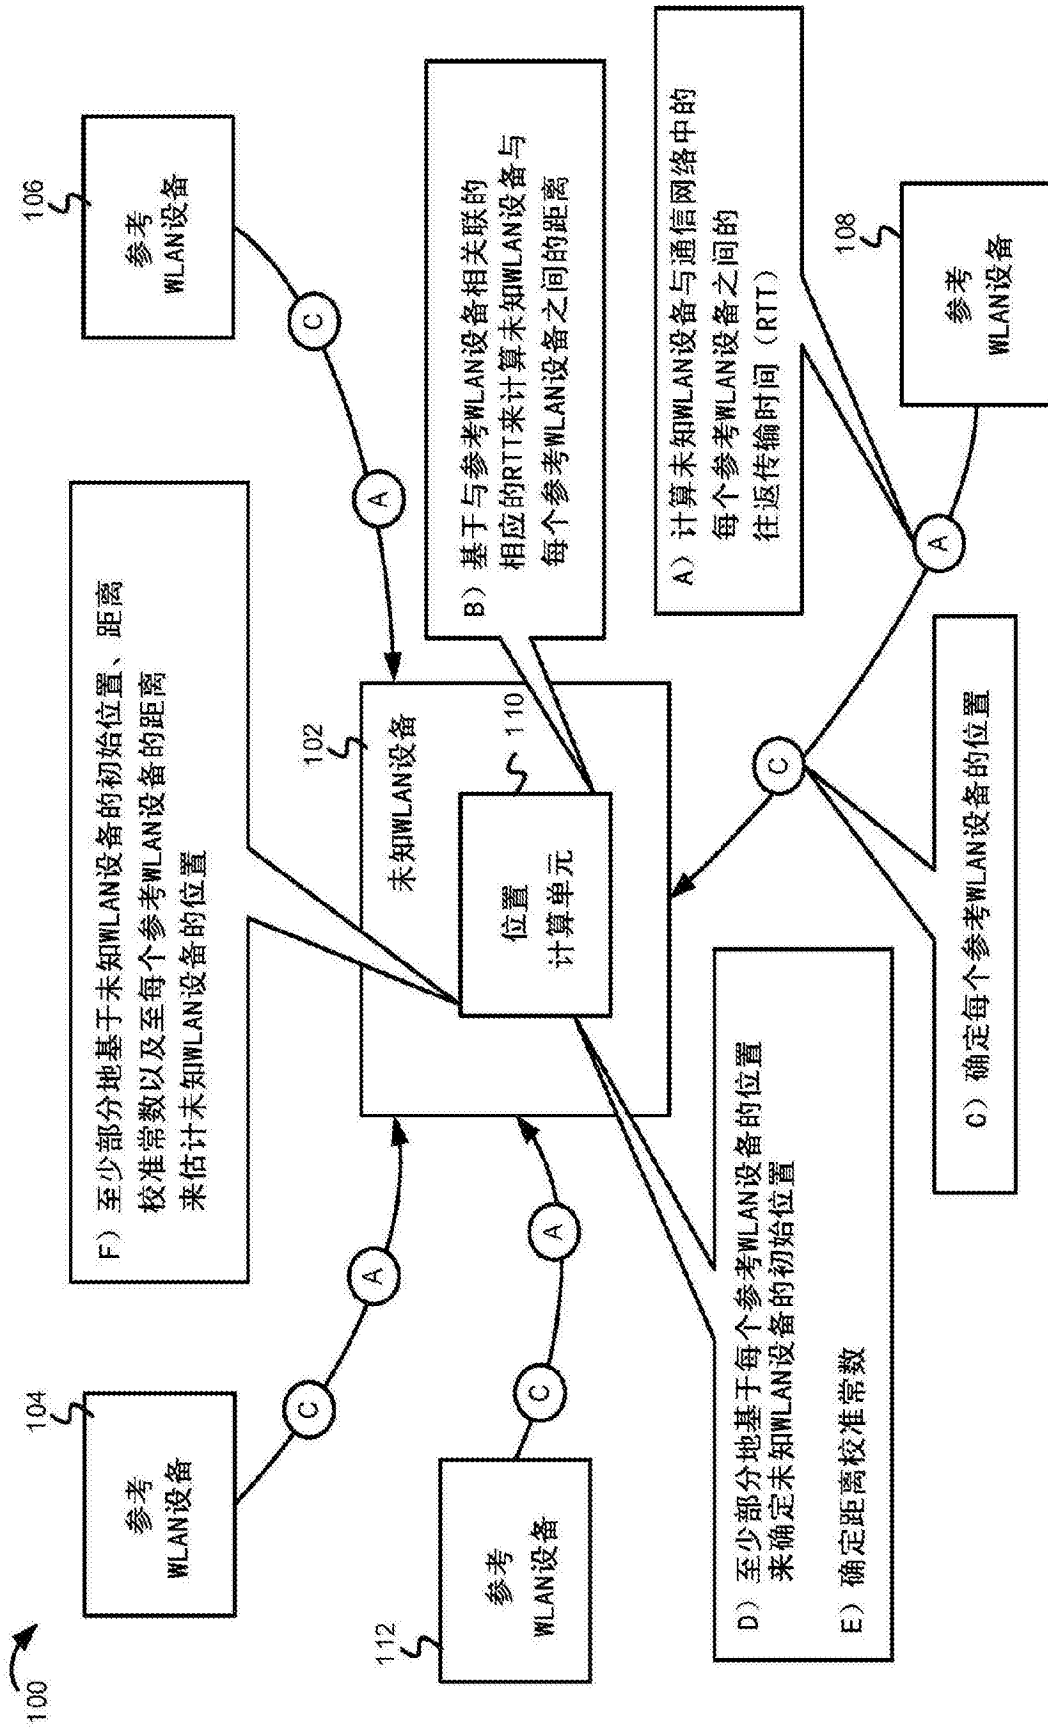 100
104
参考
WLAN设备
106
参考
WLAN设备
F）至少部分地基于未知WLAN设备的初始位置、距离
校准常数以及至每个参考WLAN设备的距离
来估计未知WLAN设备的位置
C
A
C
A
102
未知WLAN设备
110
位置
计算单元
B）基于与参考WLAN设备相关联的
相应的RTT来计算未知WLAN设备与
每个参考WLAN设备之间的距离
112
参考
WLAN设备
C
A
A）计算未知WLAN设备与通信网络中的
每个参考WLAN设备之间的
往返传输时间（RTT）
D）至少部分地基于每个参考WLAN设备的位置
来确定未知WLAN设备的初始位置
E）确定距离校准常数
C
A
108
参考
WLAN设备
C）确定每个参考WLAN设备的位置